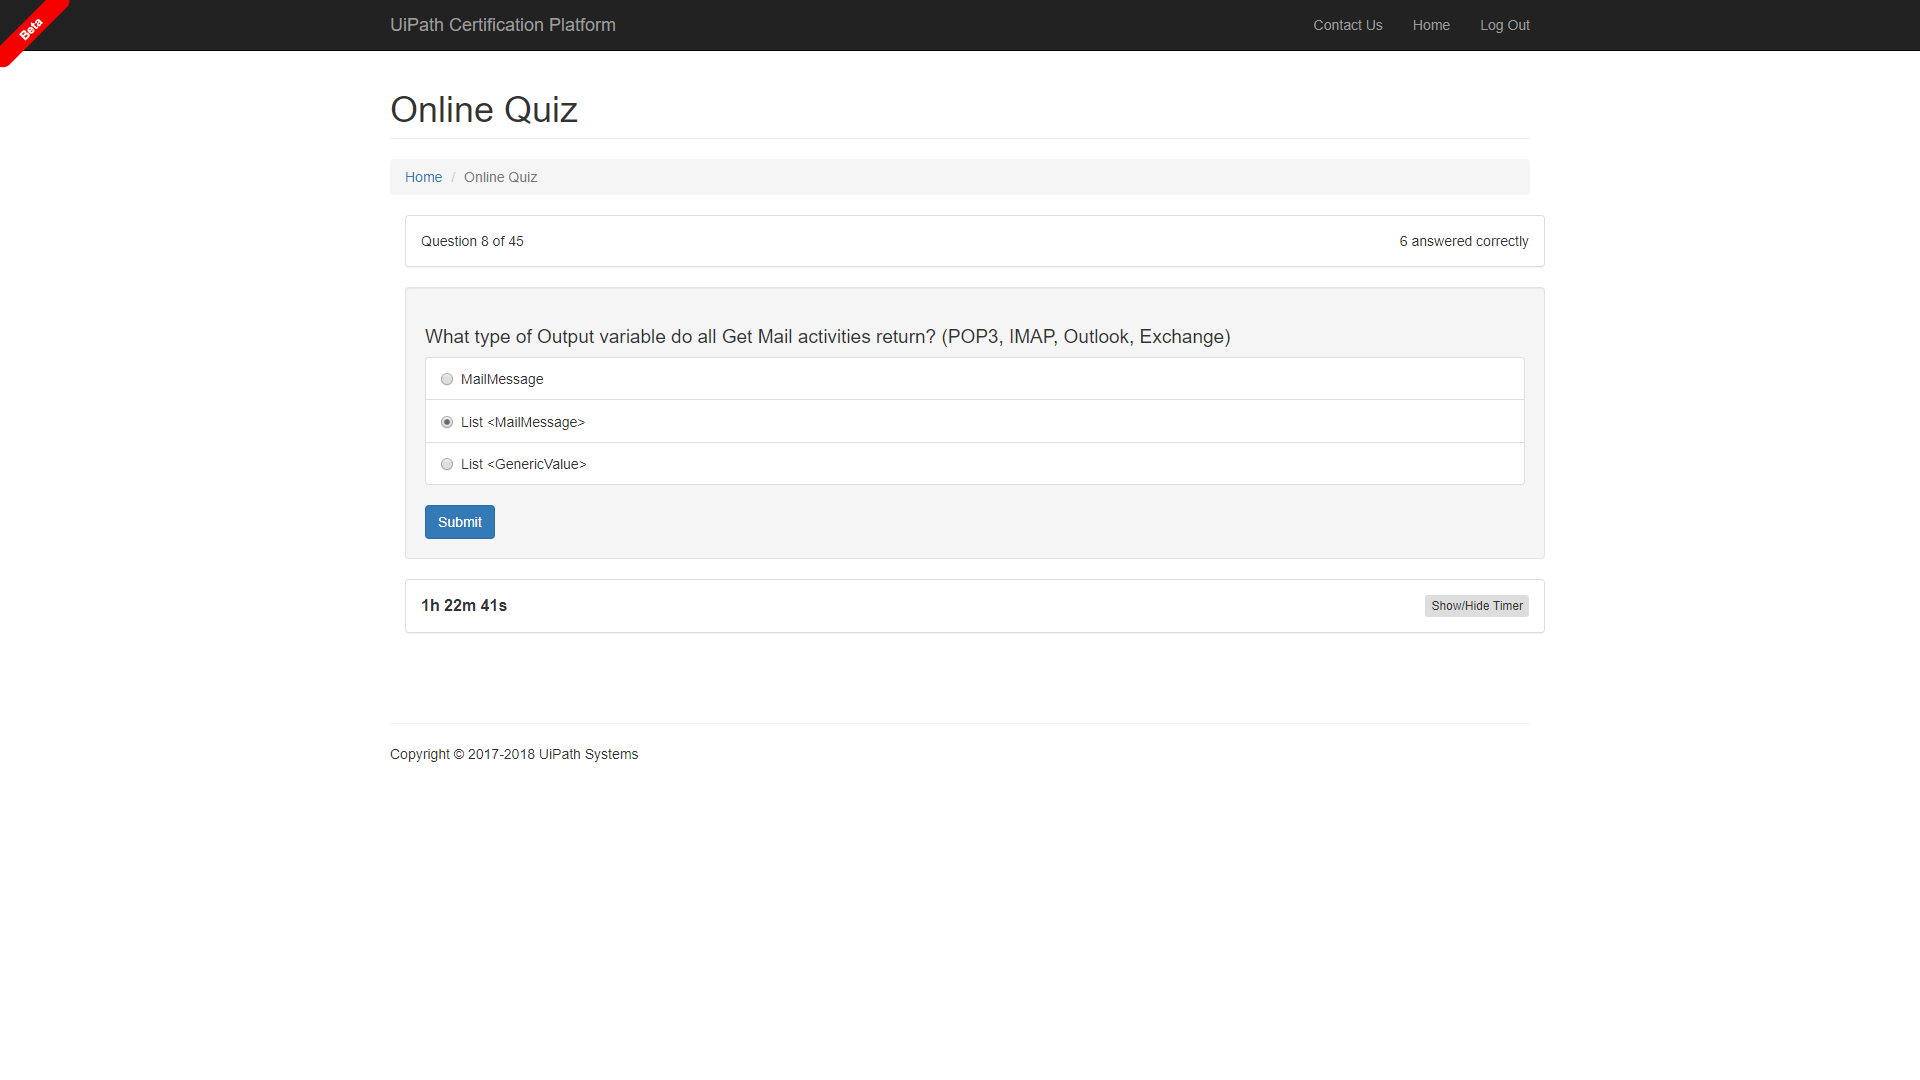 Beta
UiPath Certification Platform
Contact Us
Home
Log Out
Online Quiz
Home / Online Quiz
Question 8 of 45
6 answered correctly
What type of Output variable do all Get Mail activities return? (POP3, IMAP, Outlook, Exchange)
MailMessage
List <MailMessage>
List <GenericValue>
Submit
1h 22m 41s
Show/Hide Timer
Copyright © 2017-2018 UiPath Systems